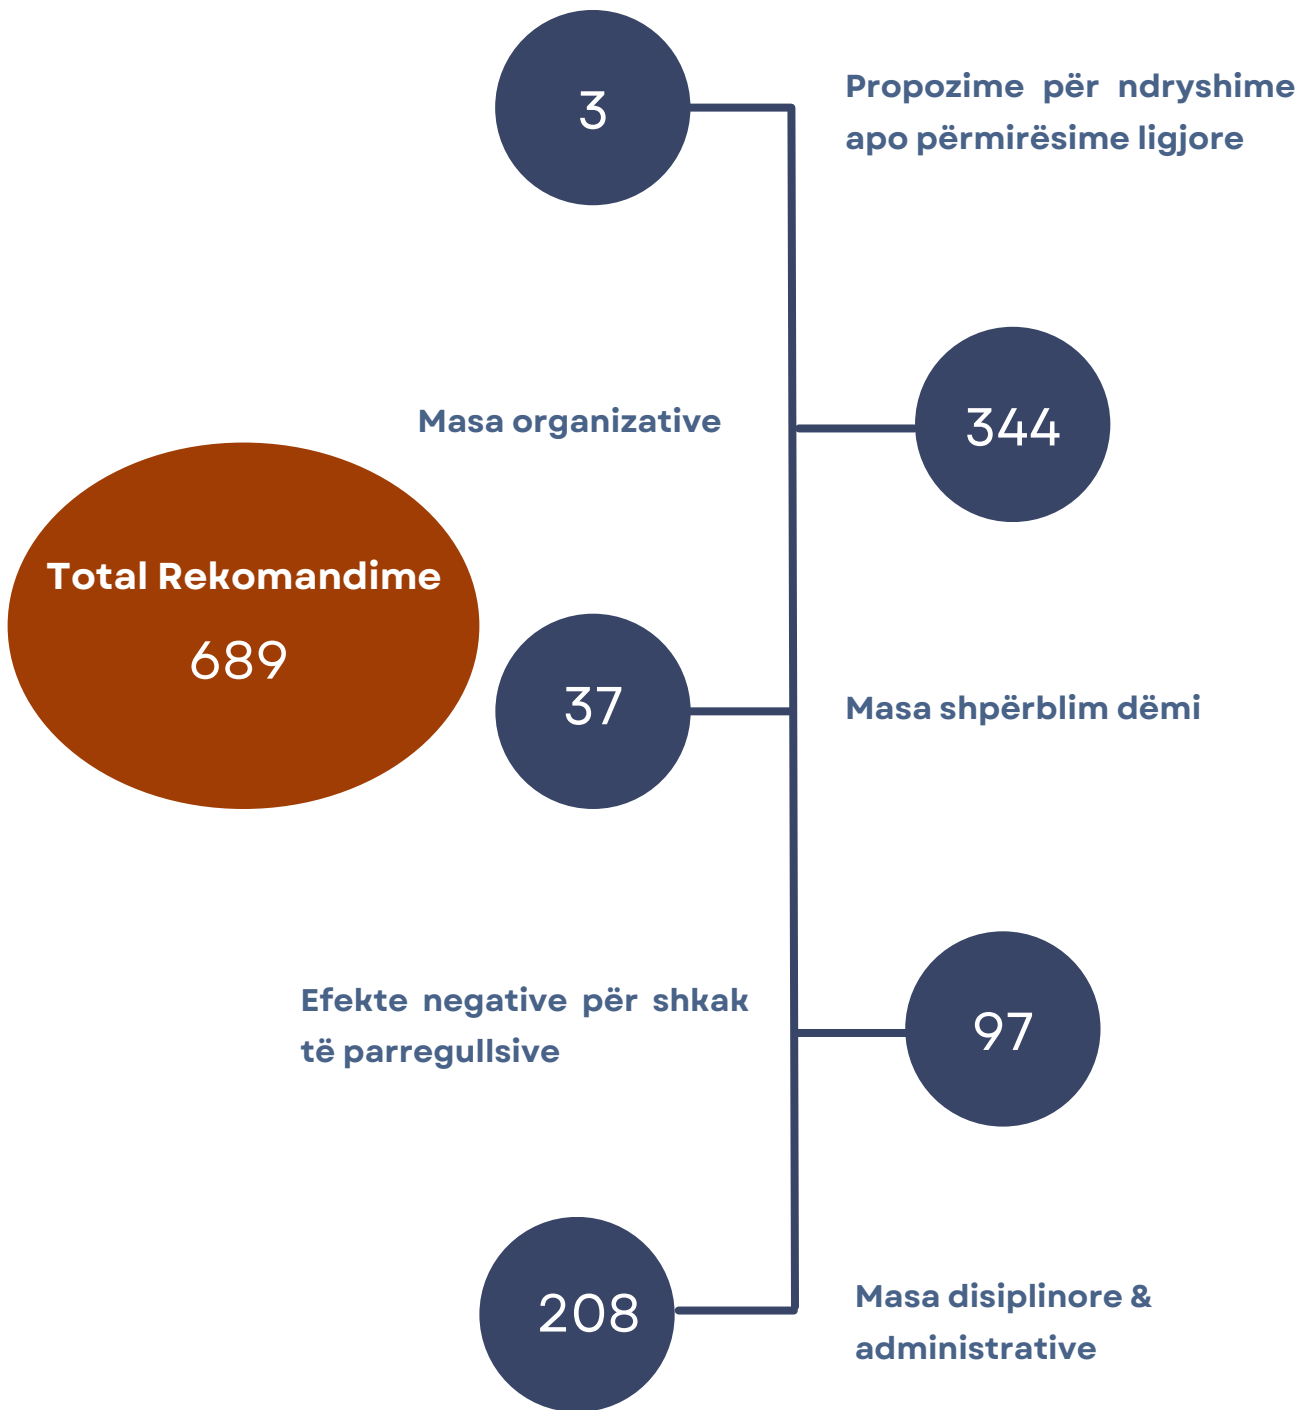 3
Propozime për ndryshime
apo përmirësime ligjore
Masa organizative
344
Total Rekomandime
689
37
Masa shpërblim dëmi
Efekte negative për shkak
të parregullsive
97
208
Masa disiplinore &
administrative